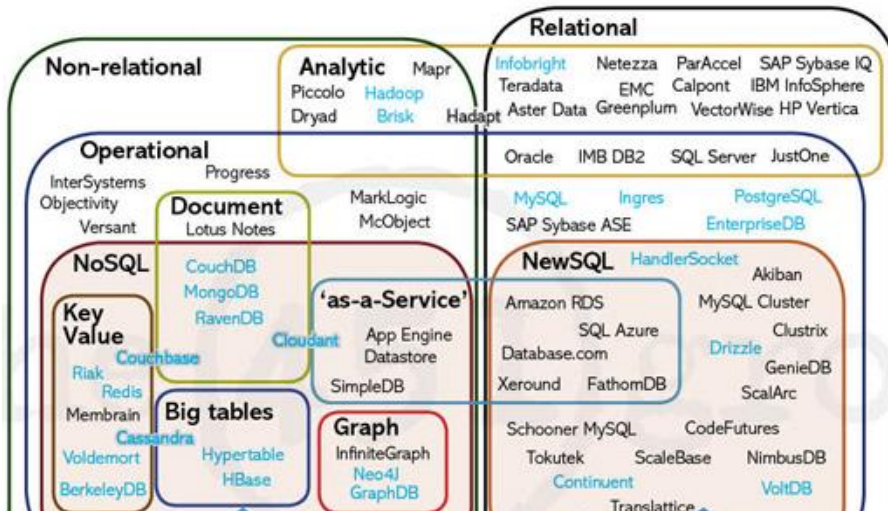 Relational
Non-relational
Analytic Mapr
Piccolo Hadoop
Dryad Brisk Hadapt
Infobright Netezza ParAccel SAP Sybase IQ
Teradata EMC Calpont IBM InfoSphere
Aster Data Greenplum VectorWise HP Vertica
Operational
Oracle IMB DB2 SQL Server JustOne
InterSystems Progress
Objectivity
Versant
Document
Lotus Notes
MarkLogic
McObject
MySQL Ingres PostgreSQL
SAP Sybase ASE EnterpriseDB
NoSQL
CouchDB
MongoDB
RavenDB
Cloudant
Key
Value
Couchbase
Riak
Redis
Membrain
Cassandra
Voldemort
BerkeleyDB
Big tables
Hypertable
HBase
'as-a-Service'
App Engine
Datastore
SimpleDB
Graph
InfiniteGraph
Neo4J
GraphDB
NewSQL HandlerSocket
Akiban
Amazon RDS MySQL Cluster
SQL Azure Clustrix
Database.com Drizzle
GenieDB
Xeround FathomDB ScalArc
Schooner MySQL CodeFutures
Tokutek ScaleBase NimbusDB
Continuent VoltDB
Translattice